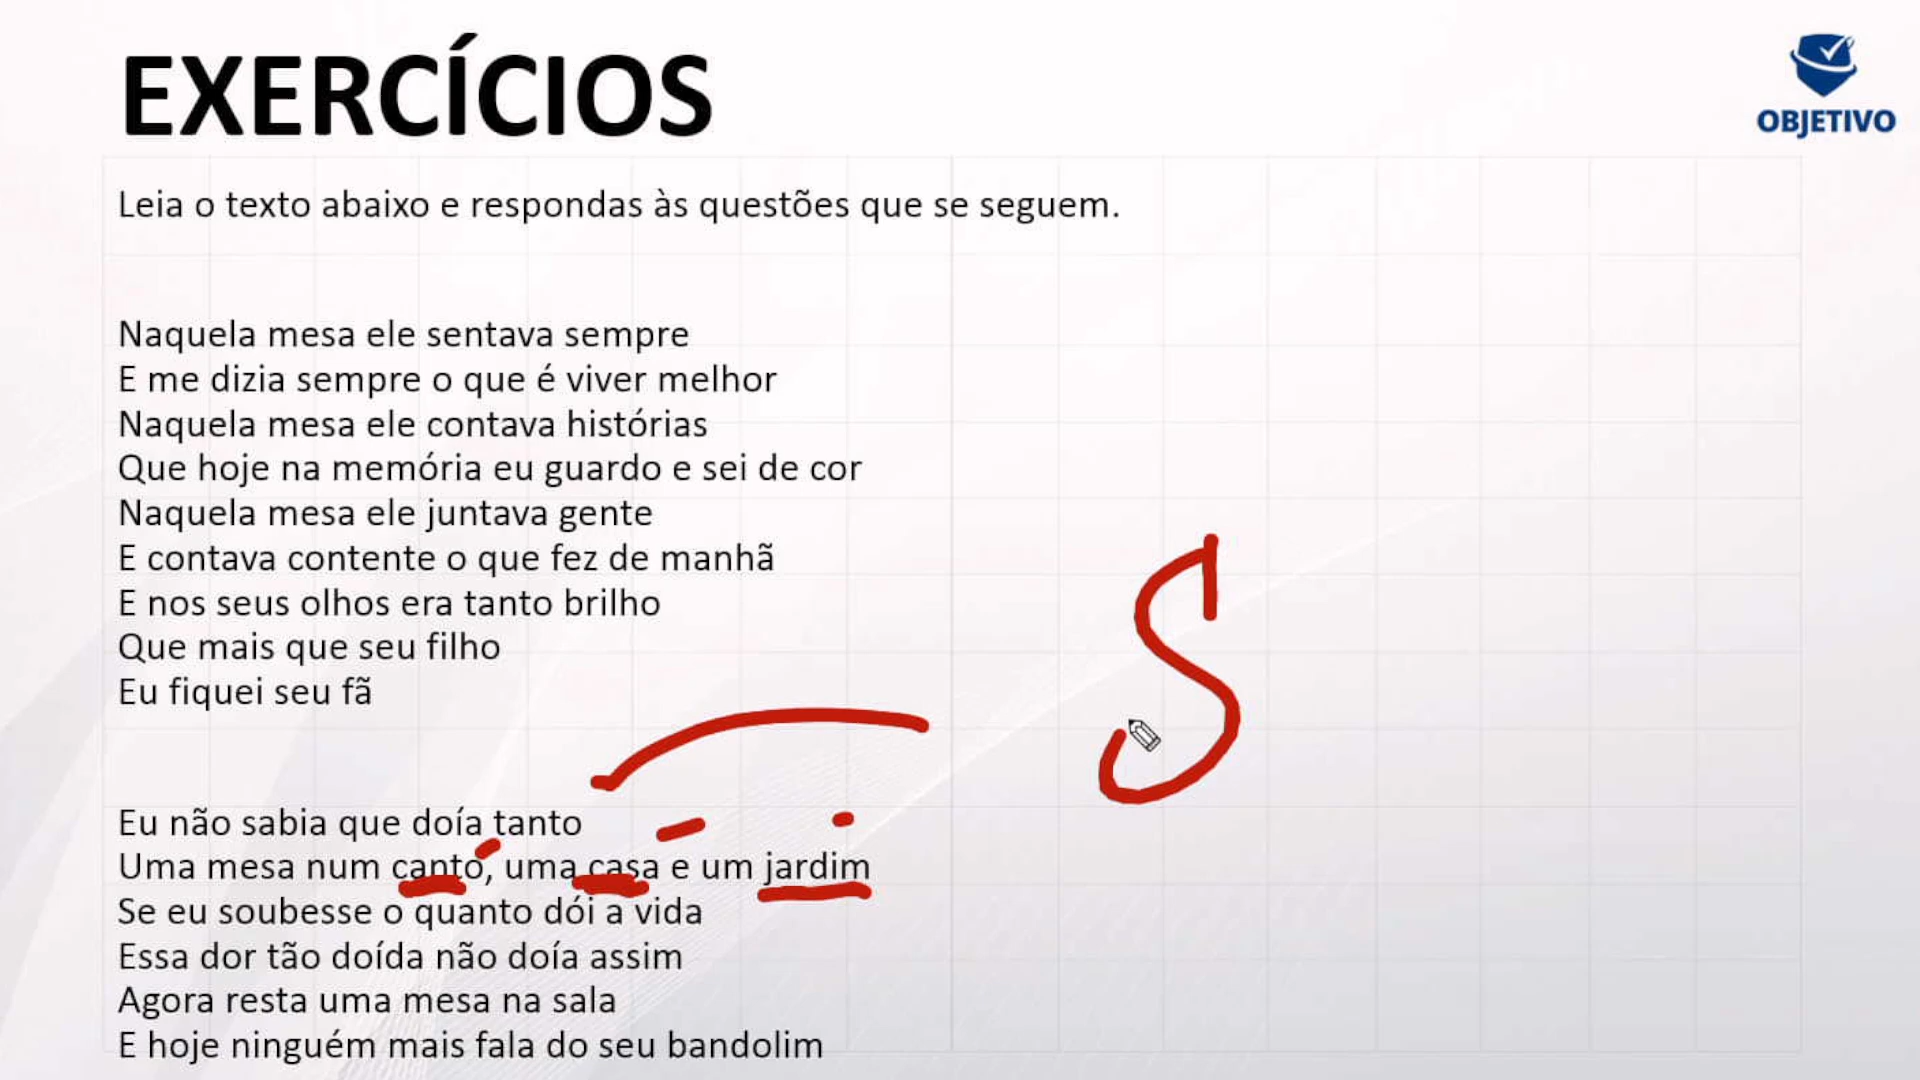 EXERCÍCIOS
OBJETIVO
Leia o texto abaixo e respondas às questões que se seguem.
Naquela mesa ele sentava sempre
E me dizia sempre o que é viver melhor
Naquela mesa ele contava histórias
Que hoje na memória eu guardo e sei de cor
Naquela mesa ele juntava gente
E contava contente o que fez de manhã
E nos seus olhos era tanto brilho
Que mais que seu filho
Eu fiquei seu fã
S
Eu não sabia que doía tanto
Uma mesa num canto, uma casa e um jardim
Se eu soubesse o quanto dói a vida
Essa dor tão doída não doía assim
Agora resta uma mesa na sala
E hoje ninguém mais fala do seu bandolim